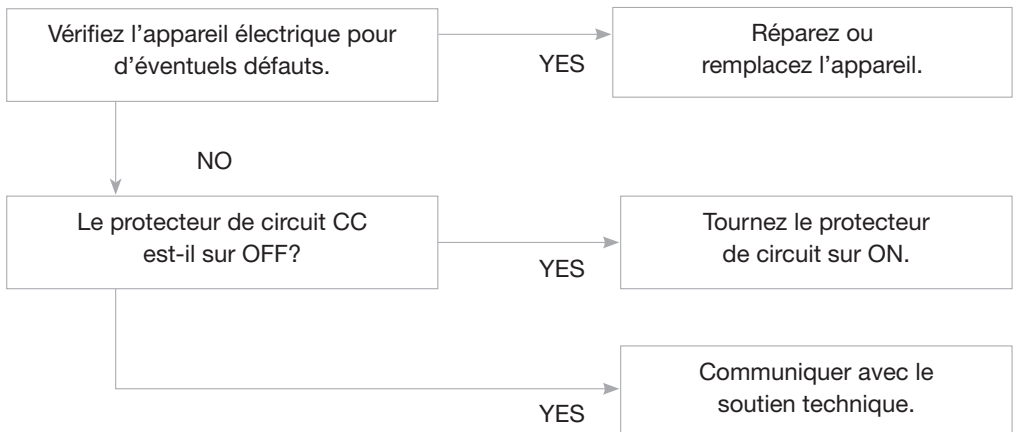 Vérifiez l’appareil électrique pour
d’éventuels défauts.
YES
Réparez ou
remplacez l’appareil.
NO
Le protecteur de circuit CC
est-il sur OFF?
YES
Tournez le protecteur
de circuit sur ON.
YES
Communiquer avec le
soutien technique.